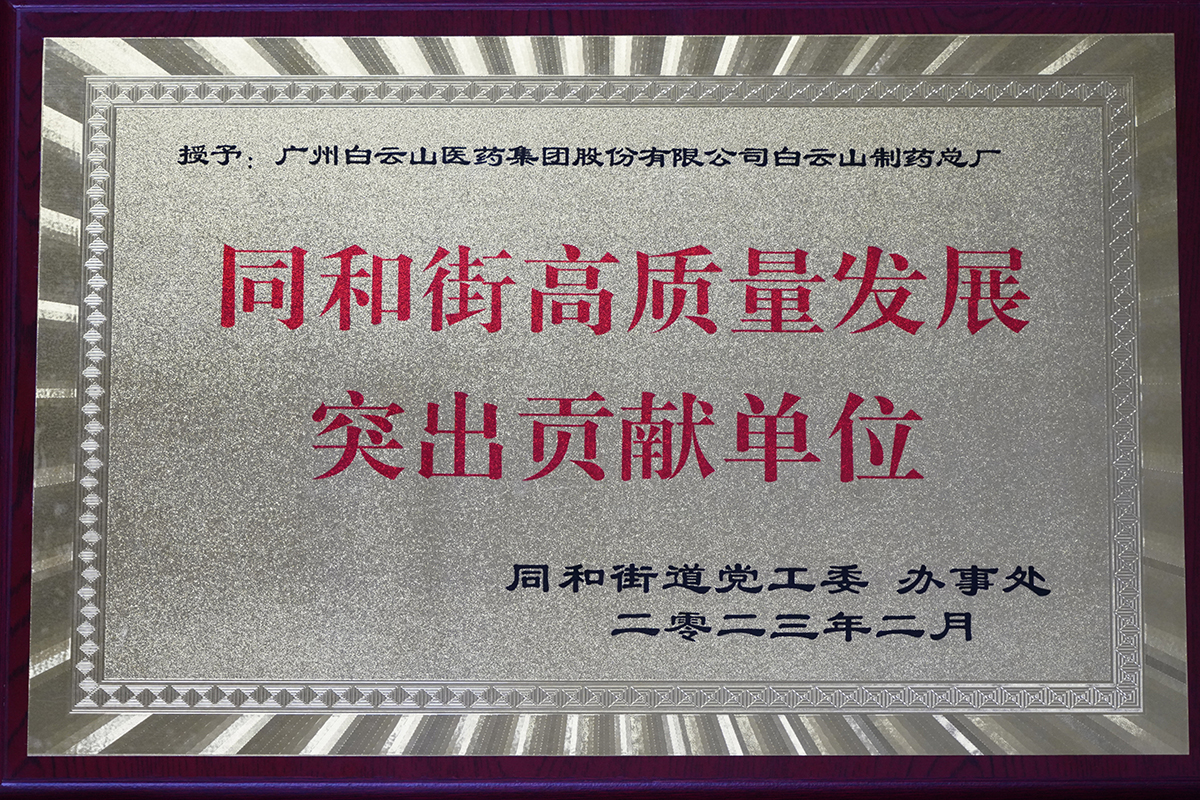 授予：广州白云山医药集团股份有限公司白云山制药总厂
同和街高质量发展
突出贡献单位
同和街道党工委 办事处
二零二三年二月